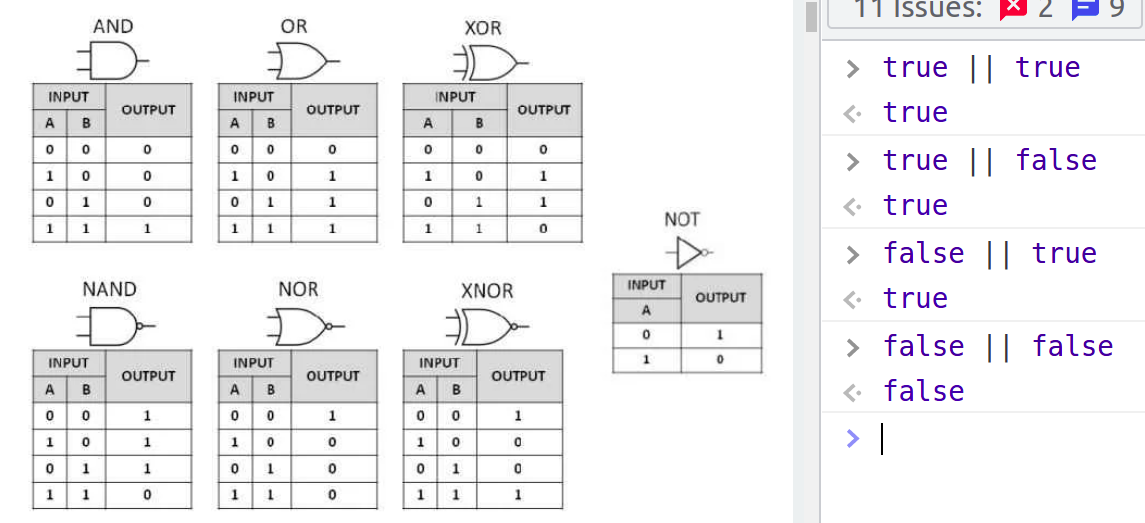 AND
INPUT OUTPUT
A B
0 0 0
1 0 0
0 1 0
1 1 1
OR
INPUT OUTPUT
A B
0 0 0
1 0 1
0 1 1
1 1 1
XOR
INPUT OUTPUT
A B
0 0 0
1 0 1
0 1 1
1 1 0
NAND
INPUT OUTPUT
A B
0 0 1
1 0 1
0 1 1
1 1 0
NOR
INPUT OUTPUT
A B
0 0 1
1 0 0
0 1 0
1 1 0
XNOR
INPUT OUTPUT
A B
0 0 1
1 0 0
0 1 0
1 1 1
NOT
INPUT OUTPUT
A
0 1
1 0
11 Issues: 2 9
> true || true
true
> true || false
true
> false || true
true
> false || false
false
>